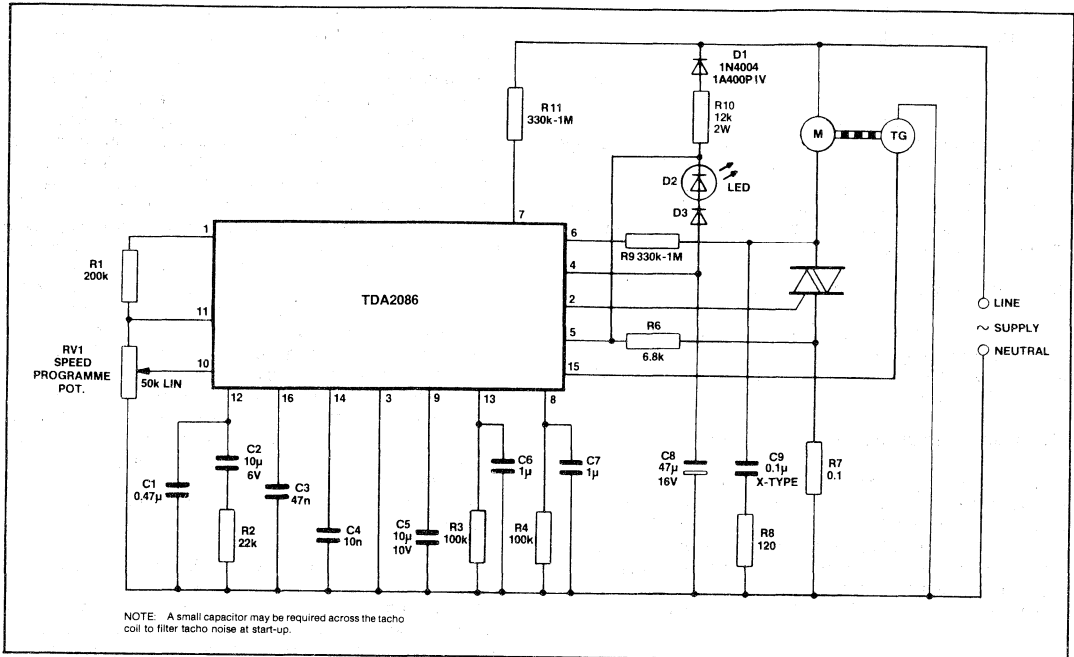 D1
1N4004
1A400PIV
R11
330k-1M
R10
12k
2W
M
TG
D2
LED
D3
7
1
6
R9 330k-1M
R1
200k
4
TDA2086
2
11
5
R6
6.8k
LINE
~ SUPPLY
NEUTRAL
RV1
SPEED
PROGRAMME
POT.
10
50k LIN
15
12
16
14
3
9
13
8
C2
10µ
6V
C1
0.47µ
C3
47n
R2
22k
C4
10n
C5
10µ
10V
R3
100k
C6
1µ
R4
100k
C7
1µ
C8
47µ
16V
C9
0.1µ
X-TYPE
R7
0.1
R8
120
NOTE: A small capacitor may be required across the tacho
coil to filter tacho noise at start-up.